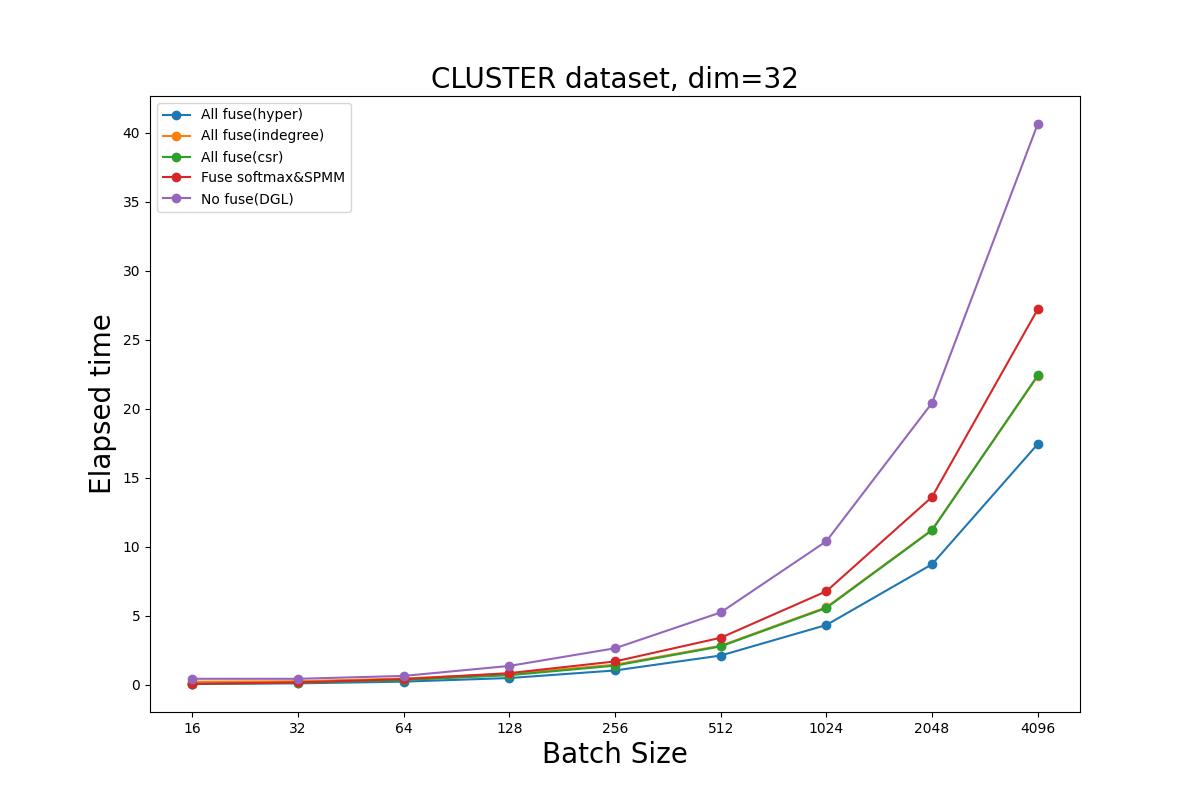 CLUSTER dataset, dim=32
All fuse(hyper)
All fuse(indegree)
All fuse(csr)
Fuse softmax&SPMM
No fuse(DGL)
40
35
30
25
20
15
10
5
0
Elapsed time
16 32 64 128 256 512 1024 2048 4096
Batch Size